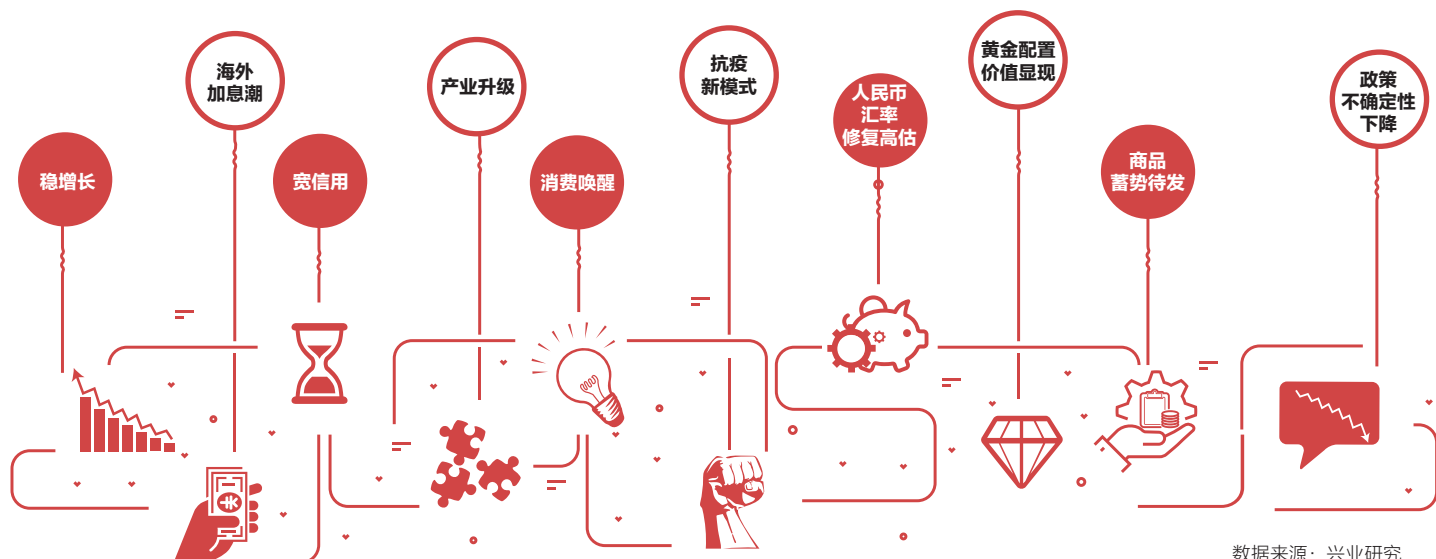 稳增长
海外
加息潮
宽信用
产业升级
消费唤醒
抗疫
新模式
人民币
汇率
修复高估
黄金配置
价值显现
商品
蓄势待发
政策
不确定性
下降
数据来源：兴业研究